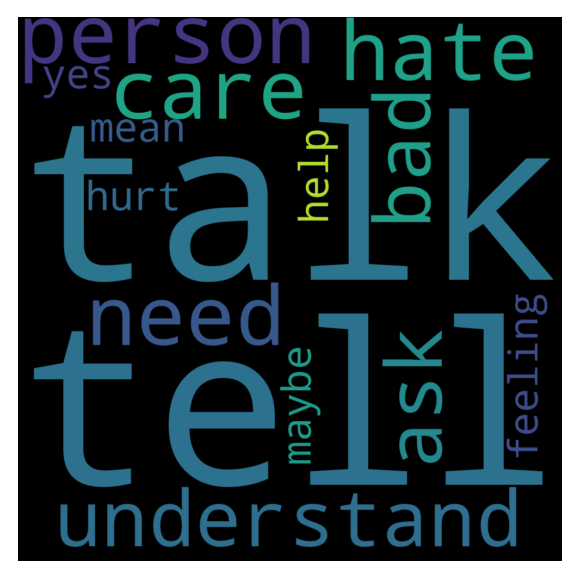 person
hate
yes
care
mean
talk
help
bad
hurt
need
tell
maybe
ask
feeling
understand